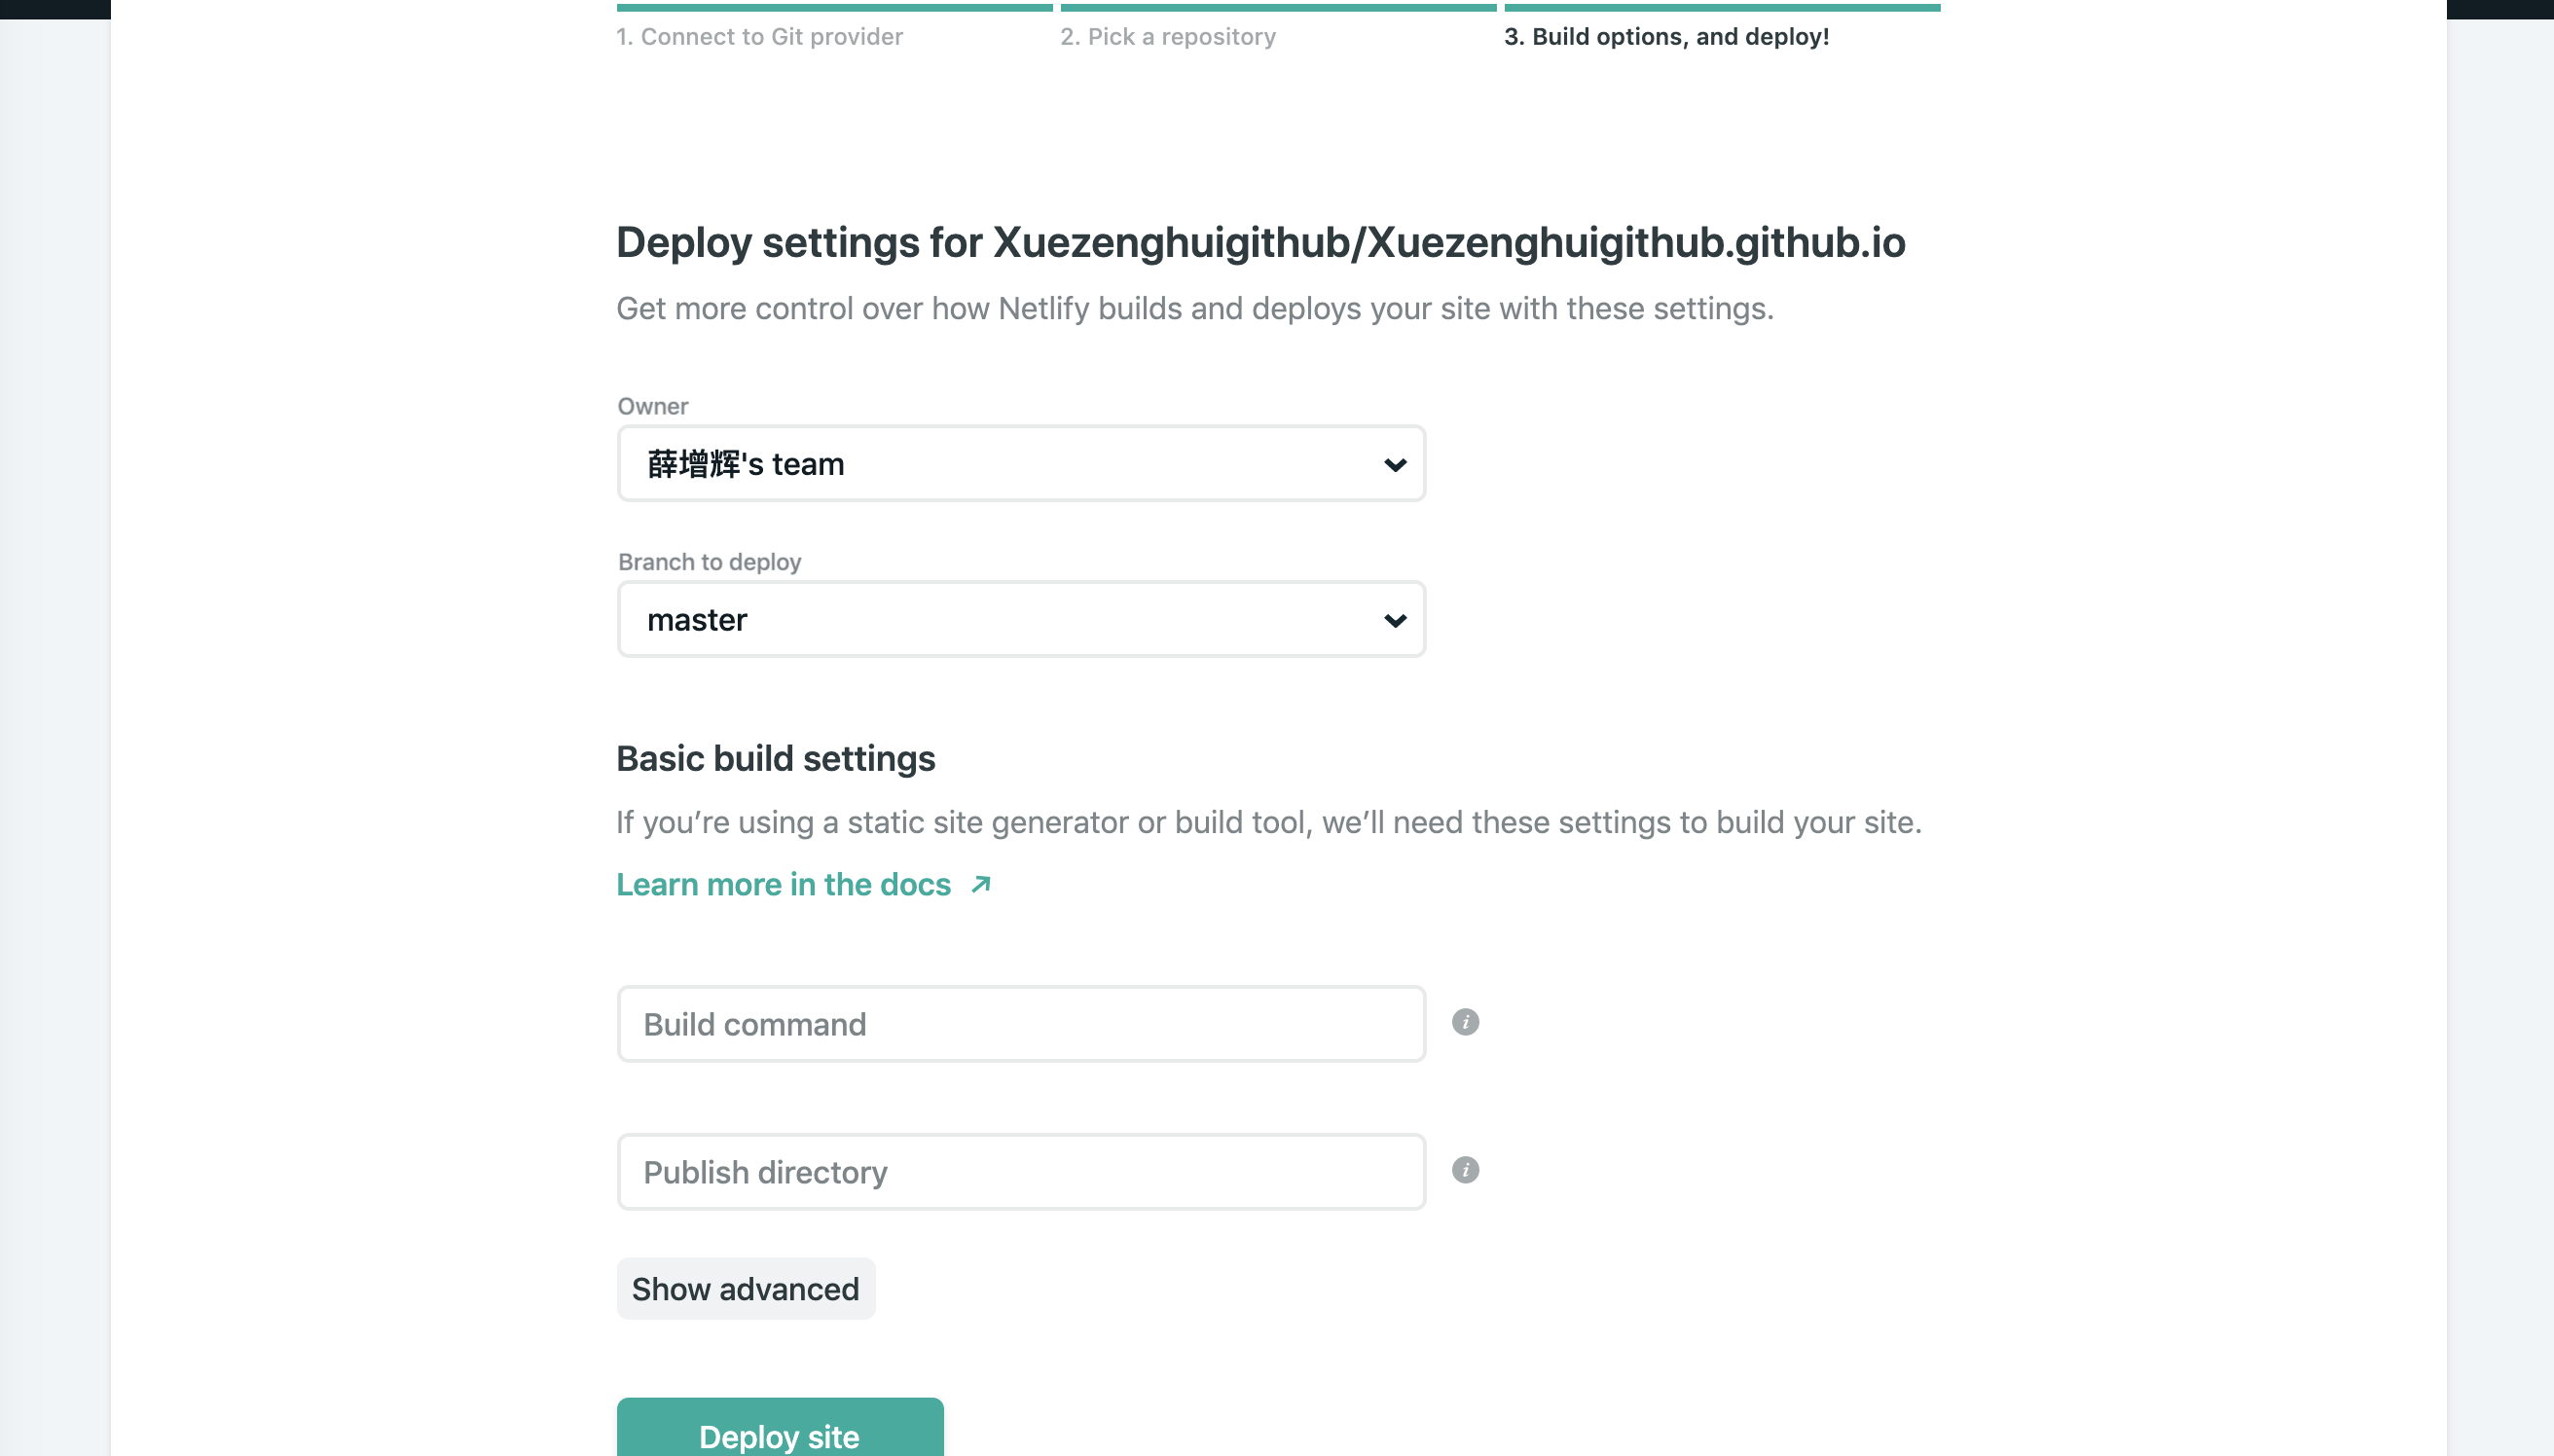 1. Connect to Git provider
2. Pick a repository
3. Build options, and deploy!
Deploy settings for Xuezenghuigithub/Xuezenghuigithub.github.io
Get more control over how Netlify builds and deploys your site with these settings.
Owner
薛增辉's team
Branch to deploy
master
Basic build settings
If you’re using a static site generator or build tool, we’ll need these settings to build your site.
Learn more in the docs
Build command
Publish directory
Show advanced
Deploy site